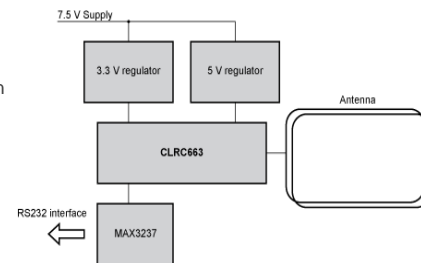 7.5 V Supply
3.3 V regulator
5 V regulator
n
Antenna
CLRC663
RS232 interface
MAX3237